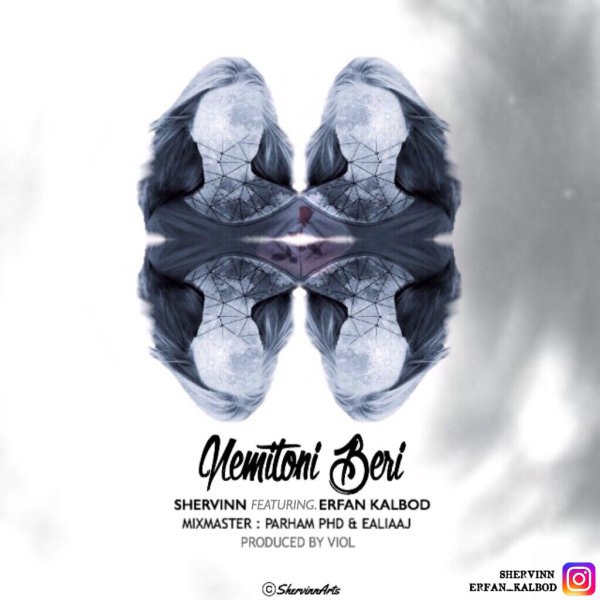 Nemitoni Beri
SHERVINN FEATURING. ERFAN KALBOD
MIXMASTER : PARHAM PHD & EALIAAJ
PRODUCED BY VIOL
©ShervinnArts
SHERVINN
ERFAN_KALBOD